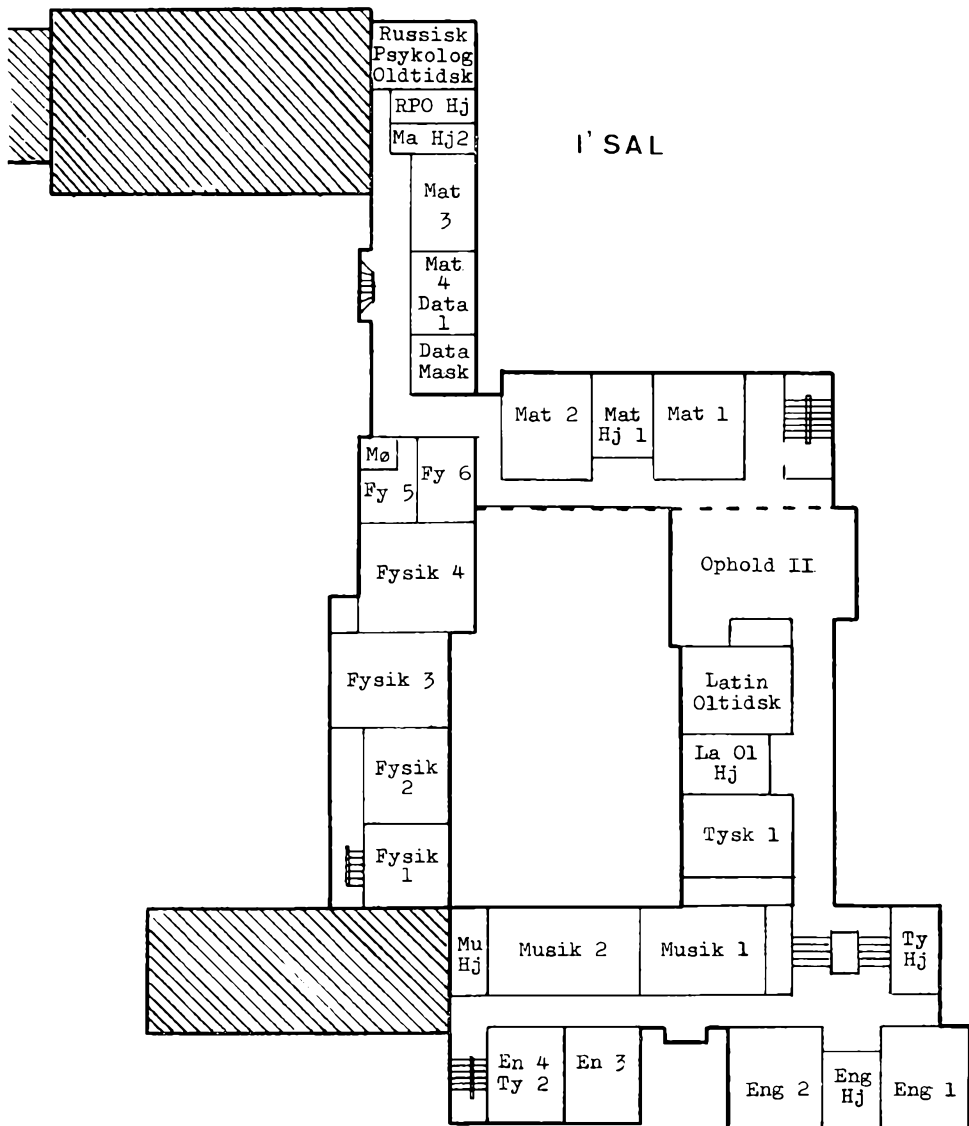 Russisk
Psykolog
Oldtidsk
RPO Hj
Ma Hj2
1' SAL
Mat
3
Mat
4
Data
1
Data
Mask
Mat 2
Mat
Hj 1
Mat 1
Mø
Fy 5
Fy 6
Fysik 4
Ophold II
Fysik 3
Latin
Oltidsk
Fysik
2
La Ol
Hj
Tysk 1
Fysik
1
Mu
Hj
Musik 2
Musik 1
Ty
Hj
En 4
Ty 2
En 3
Eng 2
Eng
Hj
Eng 1